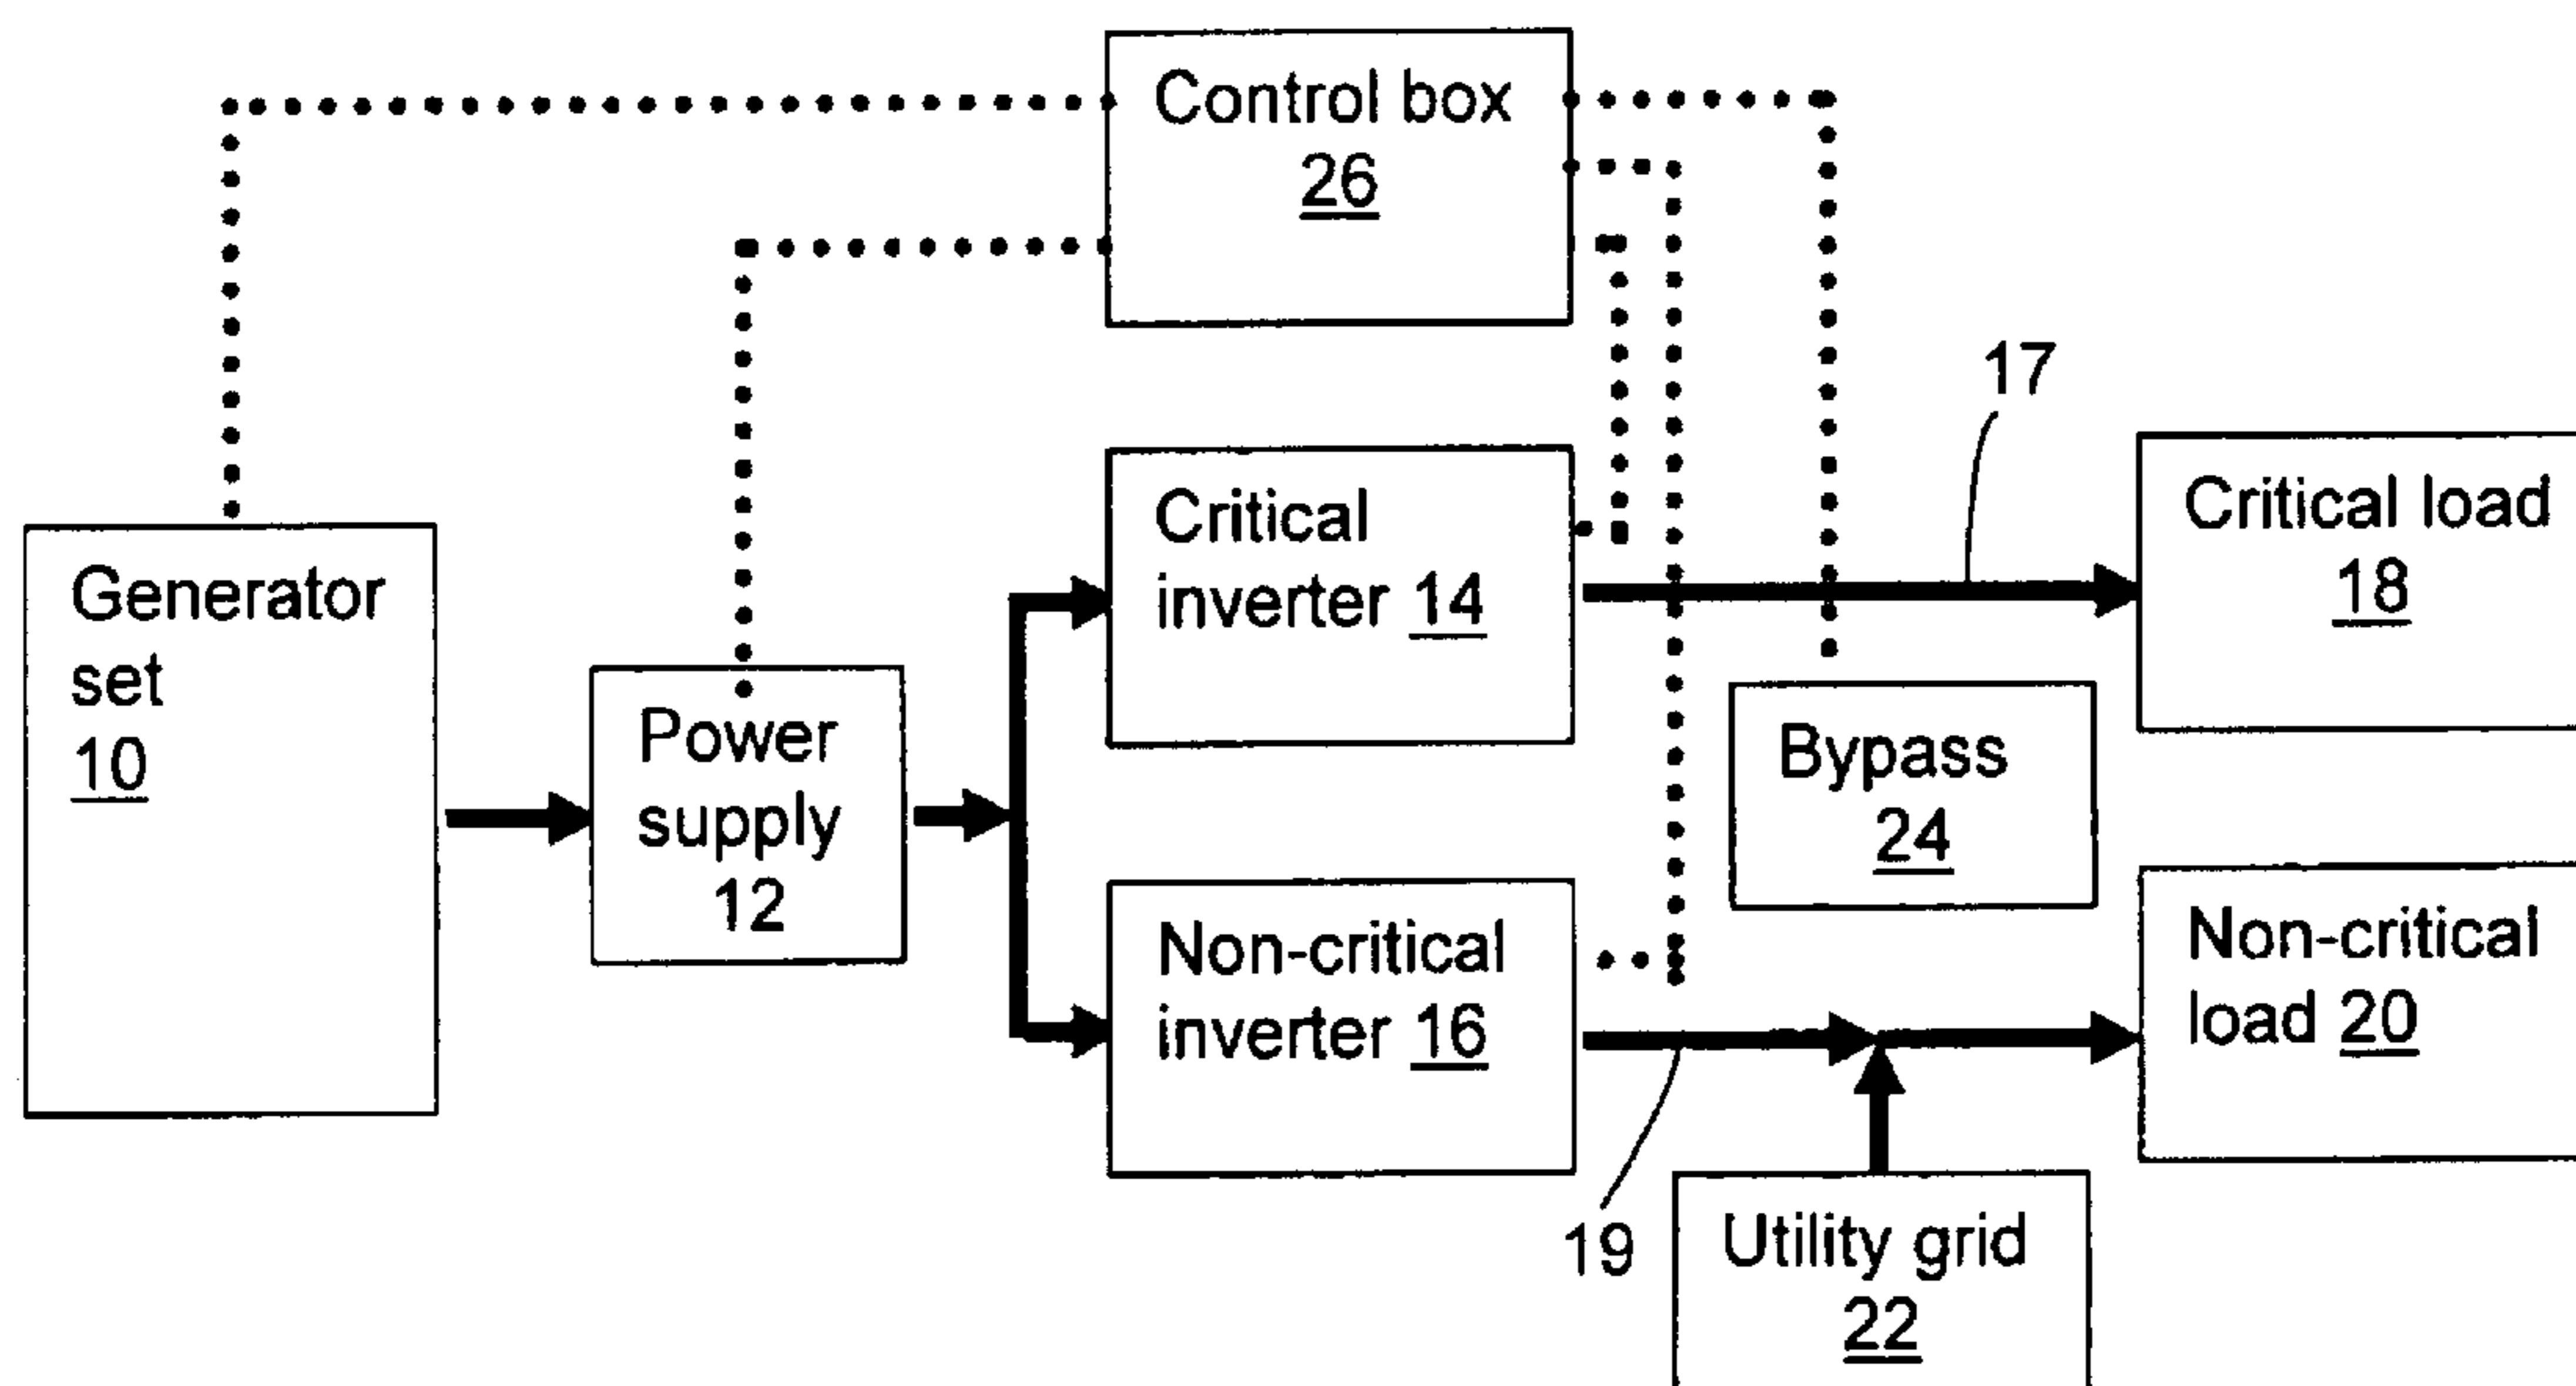 Control box
26
17
Critical
inverter 14
Critical load
18
Generator
set
10
Power
supply
12
Bypass
24
Non-critical
inverter 16
Non-critical
load 20
19
Utility grid
22